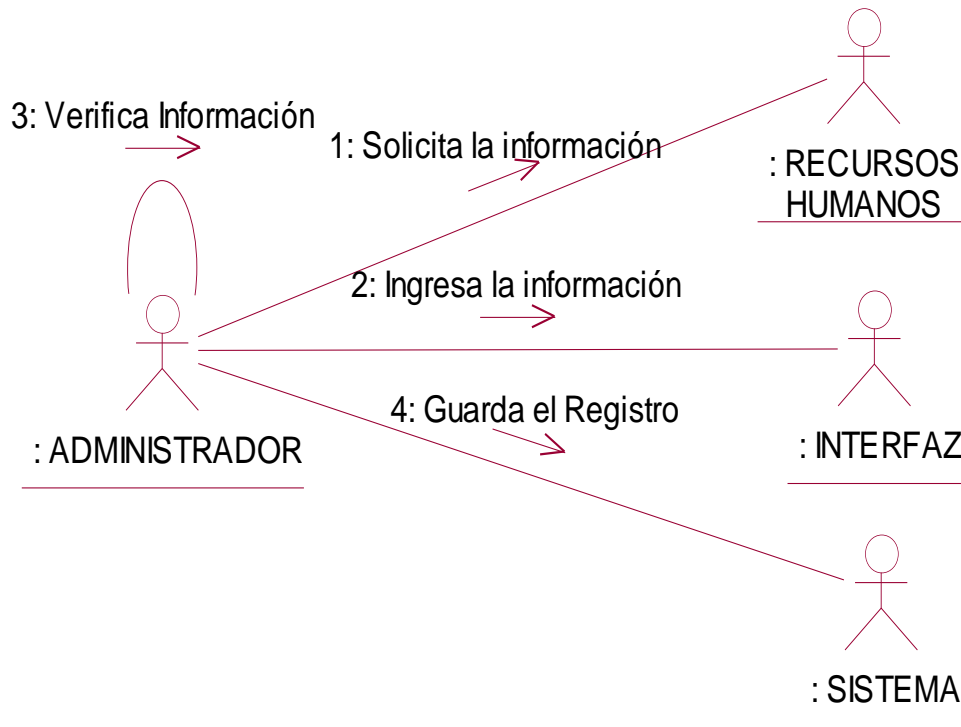 3: Verifica Información
1: Solicita la información
: RECURSOS
HUMANOS
2: Ingresa la información
4: Guarda el Registro
: ADMINISTRADOR
: INTERFAZ
: SISTEMA